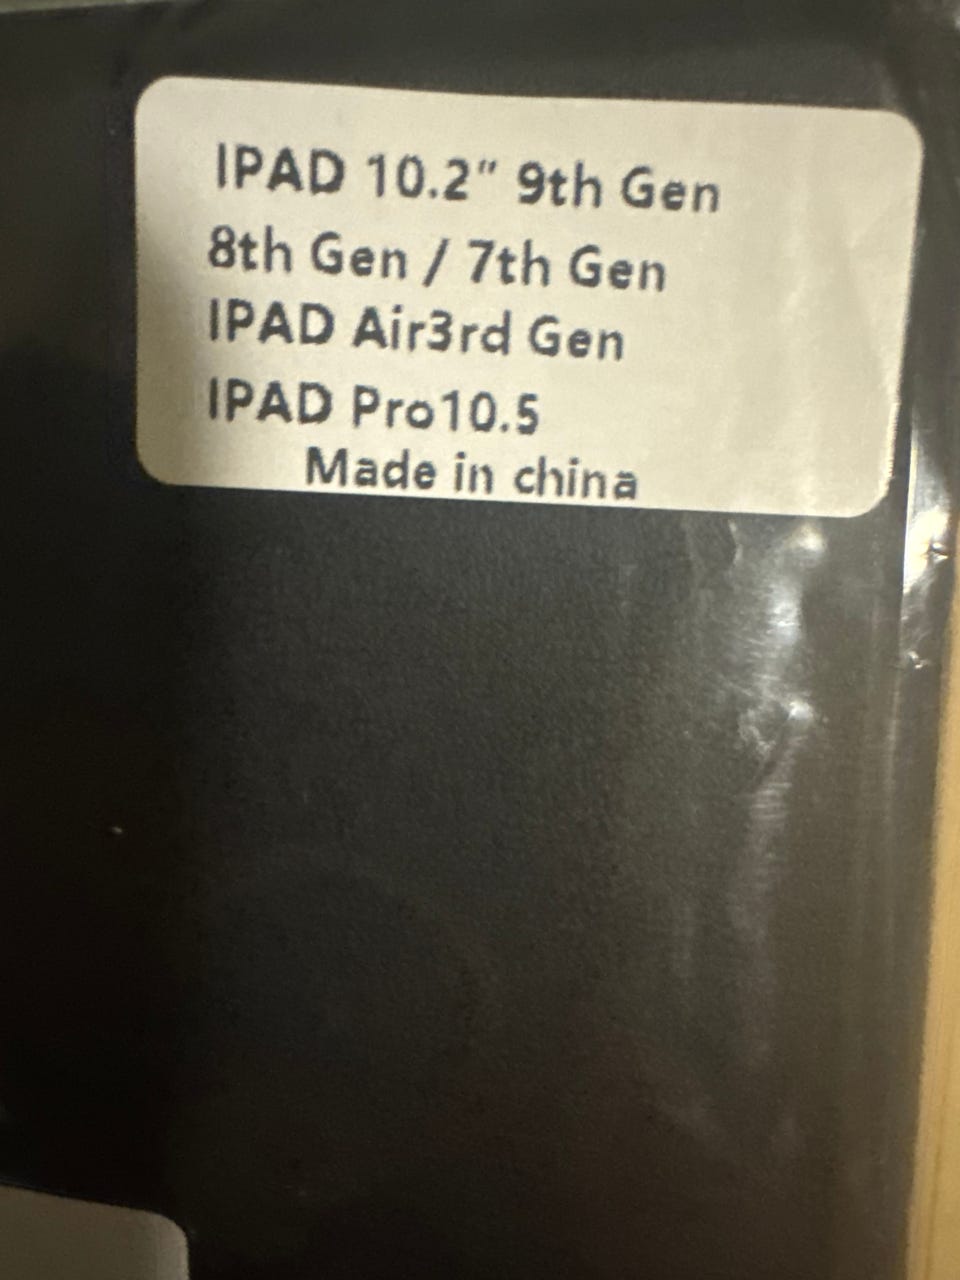 IPAD 10.2" 9th Gen
8th Gen / 7th Gen
IPAD Air3rd Gen
IPAD Pro10.5
Made in china